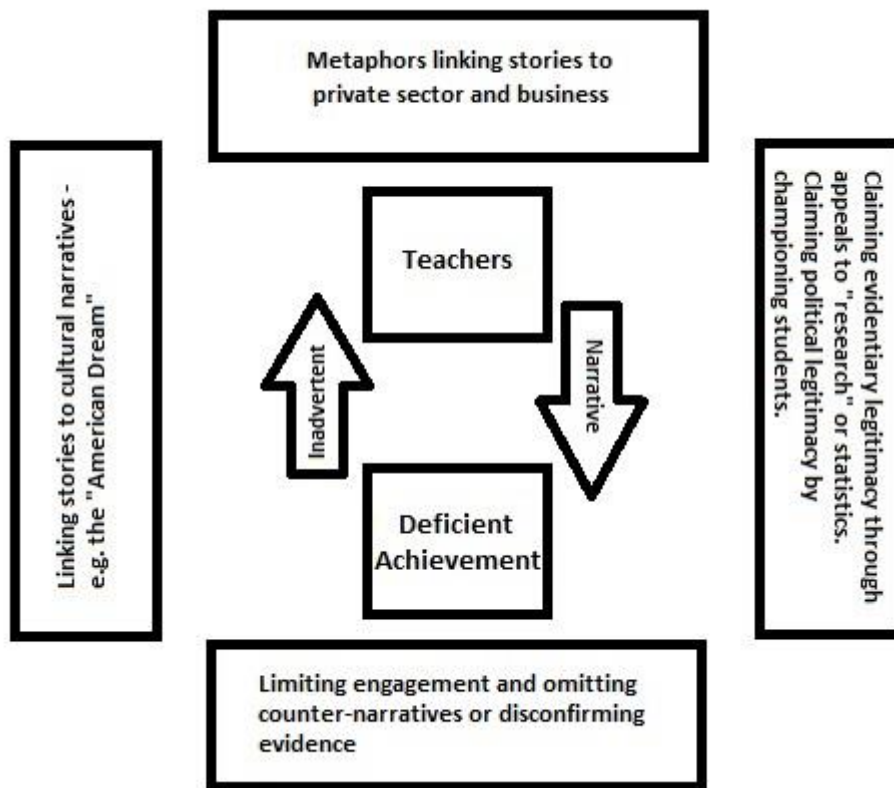 Metaphors linking stories to
private sector and business
Linking stories to cultural narratives -
e.g. the "American Dream"
Teachers
Inadvertent
Narrative
Deficient
Achievement
Claiming evidentiary legitimacy through
appeals to "research" or statistics.
Claiming political legitimacy by
championing students.
Limiting engagement and omitting
counter-narratives or disconfirming
evidence